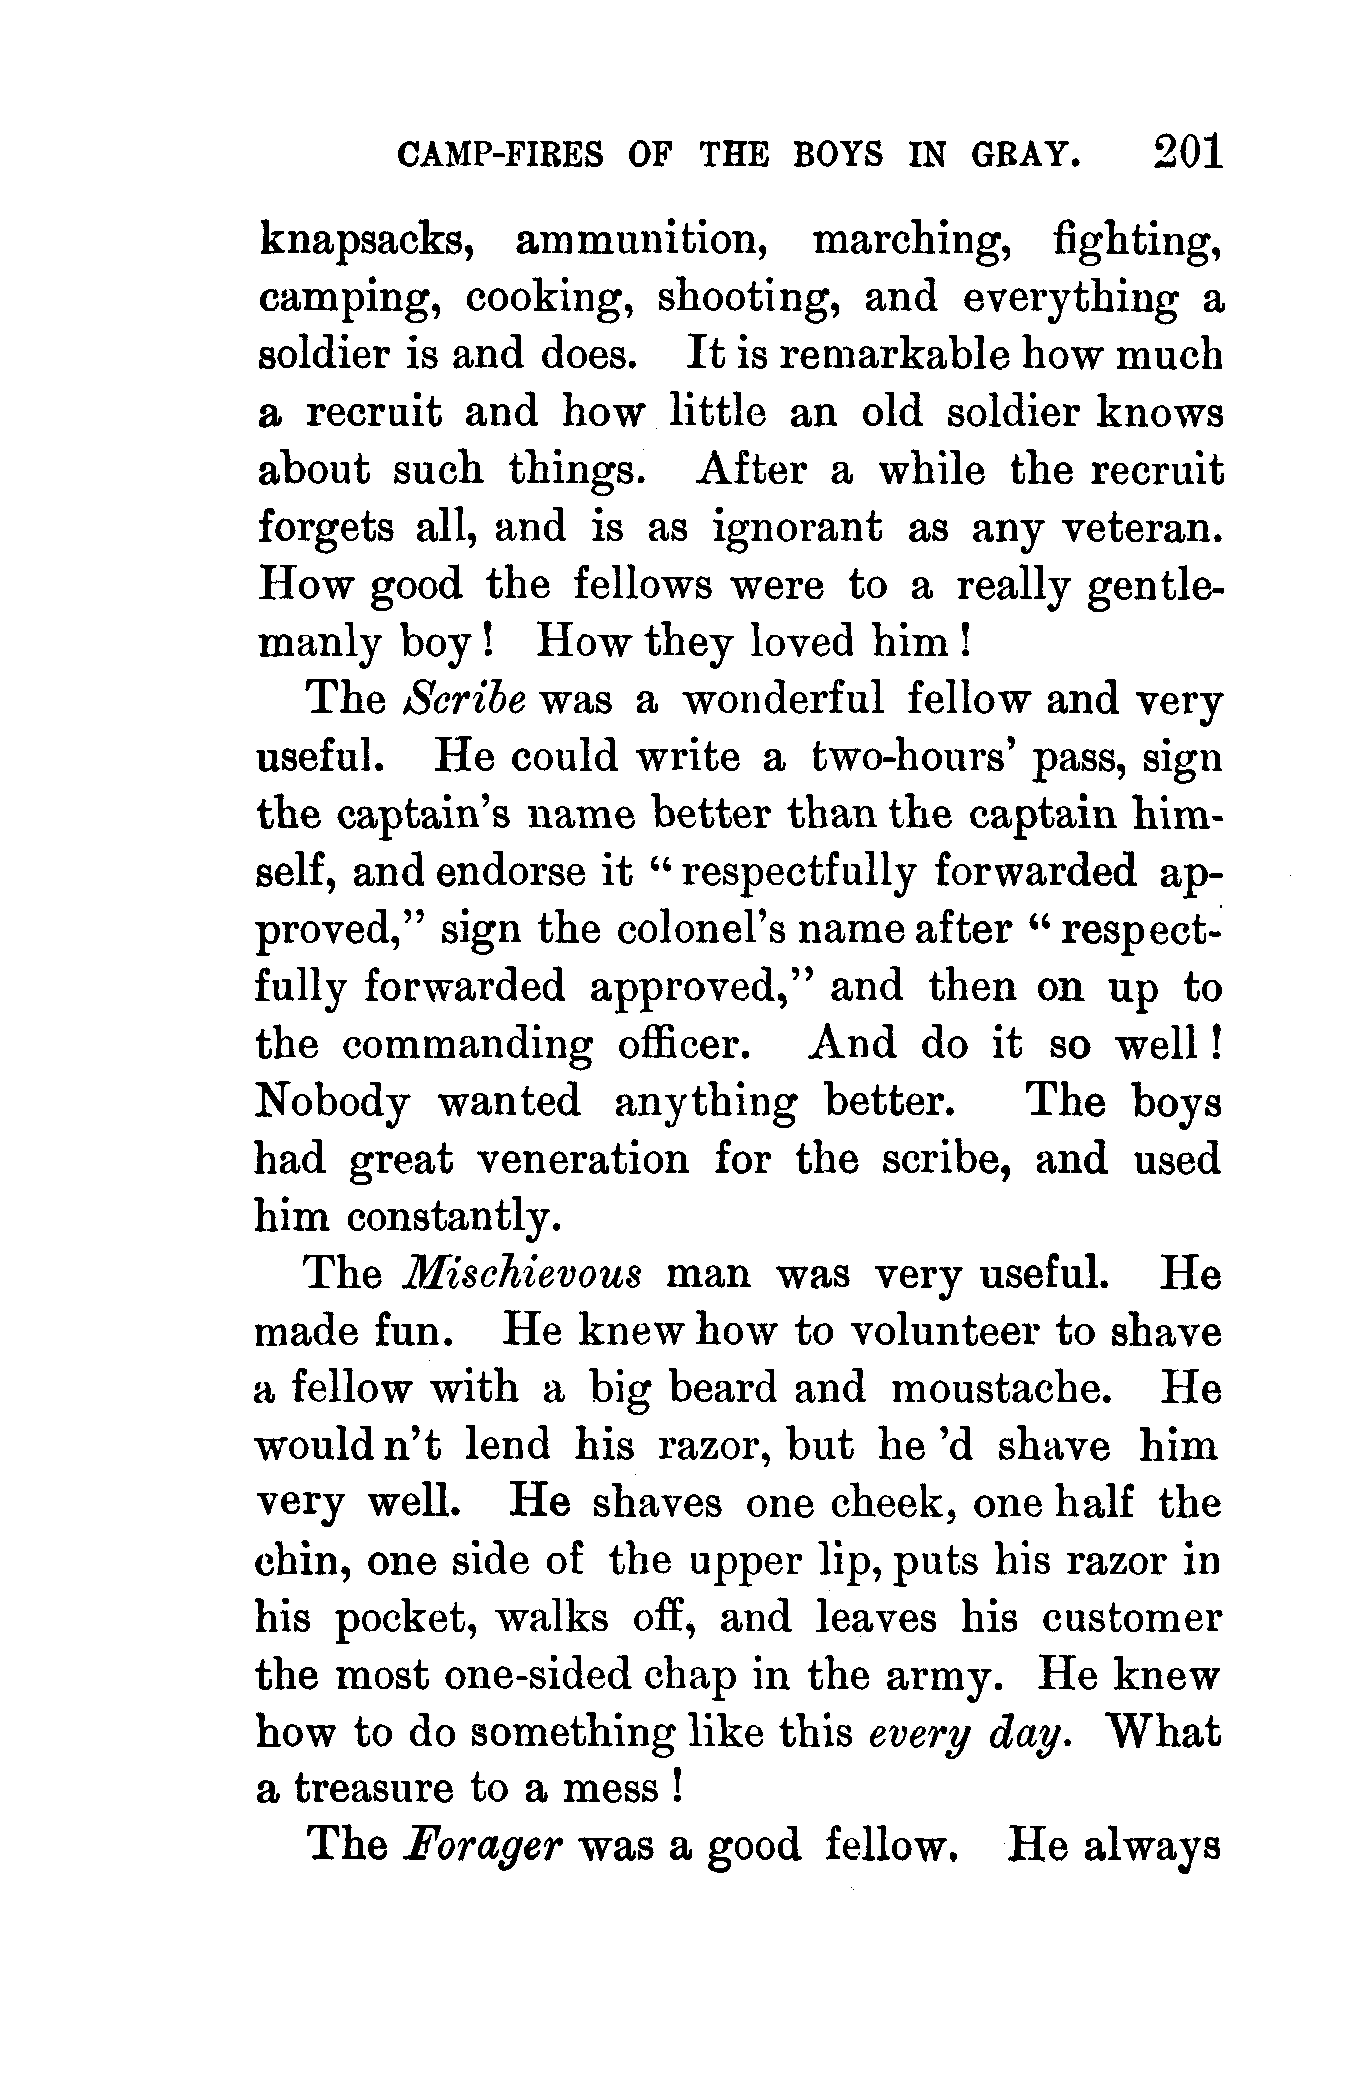 CAMP-FIRES OF THE BOYS IN GRAY. 201
knapsacks, ammunition, marching, fighting,
camping, cooking, shooting, and everything a
soldier is and does. It is remarkable how much
a recruit and how little an old soldier knows
about such things. After a while the recruit
forgets all, and is as ignorant as any veteran.
How good the fellows were to a really gentle-
manly boy! How they loved him!
The Scribe was a wonderful fellow and very
useful. He could write a two-hours' pass, sign
the captain's name better than the captain him-
self, and endorse it "respectfully forwarded ap-
proved," sign the colonel's name after "respect-
fully forwarded approved," and then on up to
the commanding officer. And do it so well!
Nobody wanted anything better. The boys
had great veneration for the scribe, and used
him constantly.
The Mischievous man was very useful. He
made fun. He knew how to volunteer to shave
a fellow with a big beard and moustache. He
would n't lend his razor, but he 'd shave him
very well. He shaves one cheek, one half the
chin, one side of the upper lip, puts his razor in
his pocket, walks off, and leaves his customer
the most one-sided chap in the army. He knew
how to do something like this every day. What
a treasure to a mess!
The Forager was a good fellow. He always